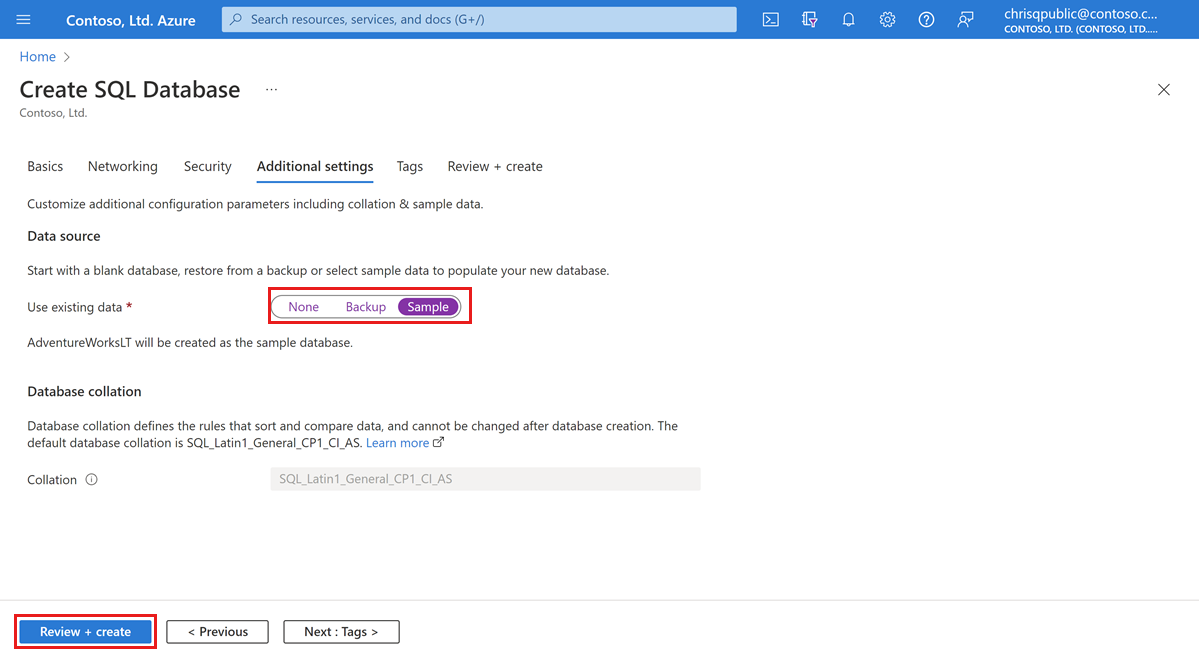 Contoso, Ltd. Azure
Search resources, services, and docs (G+/)
chrisqpublic@contoso.c...
CONTOSO, LTD. (CONTOSO, LTD.....
Home
Create SQL Database
...
Contoso, Ltd.
Basics Networking Security Additional settings Tags Review + create
Customize additional configuration parameters including collation & sample data.
Data source
Start with a blank database, restore from a backup or select sample data to populate your new database.
Use existing data * None Backup Sample
AdventureWorksLT will be created as the sample database.
Database collation
Database collation defines the rules that sort and compare data, and cannot be changed after database creation. The
default database collation is SQL_Latin1_General_CP1_CI_AS. Learn more
Collation SQL_Latin1_General_CP1_CI_AS
Review + create < Previous Next : Tags >